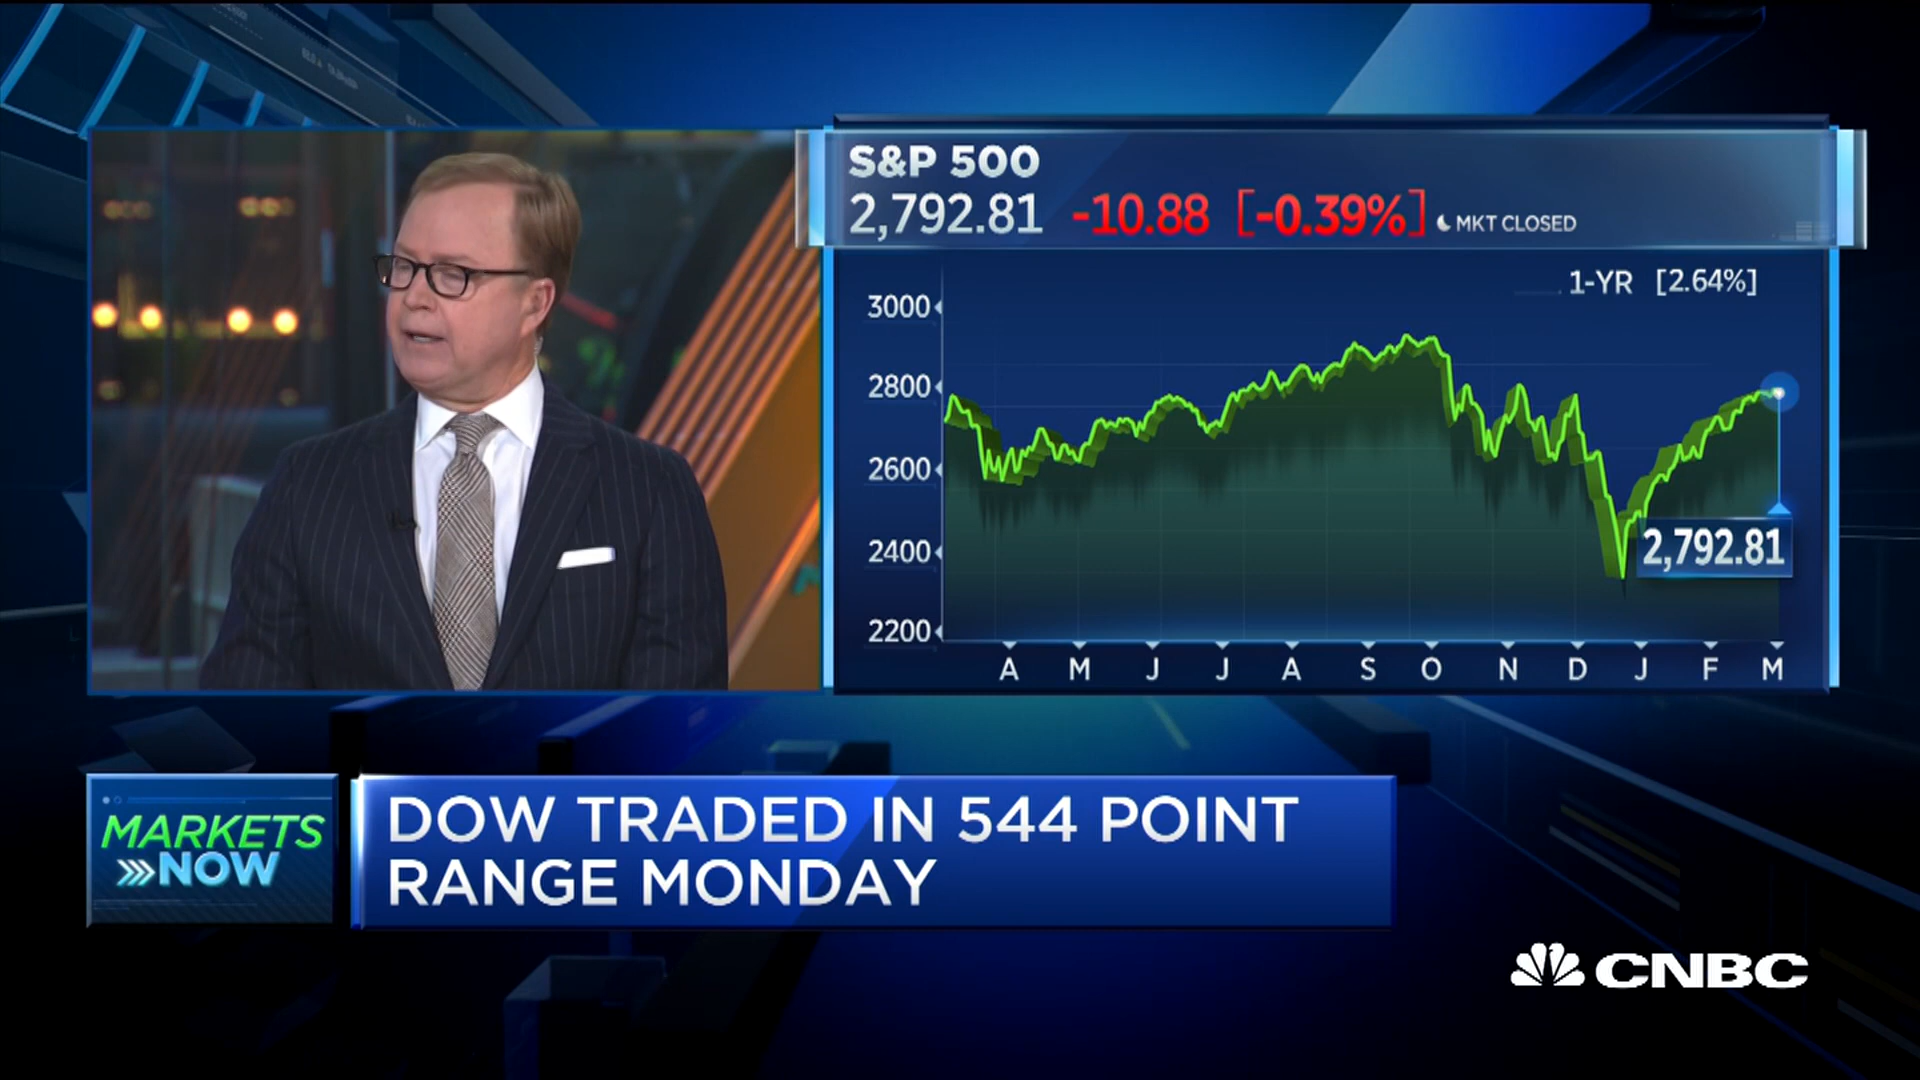 S&P 500
2,792.81 -10.88 [-0.39%] MKT CLOSED
1-YR [2.64%]
3000
2800
2600
2400
2200
2,792.81
A M J J A S O N D J F M
MARKETS
NOW
DOW TRADED IN 544 POINT
RANGE MONDAY
CNBC